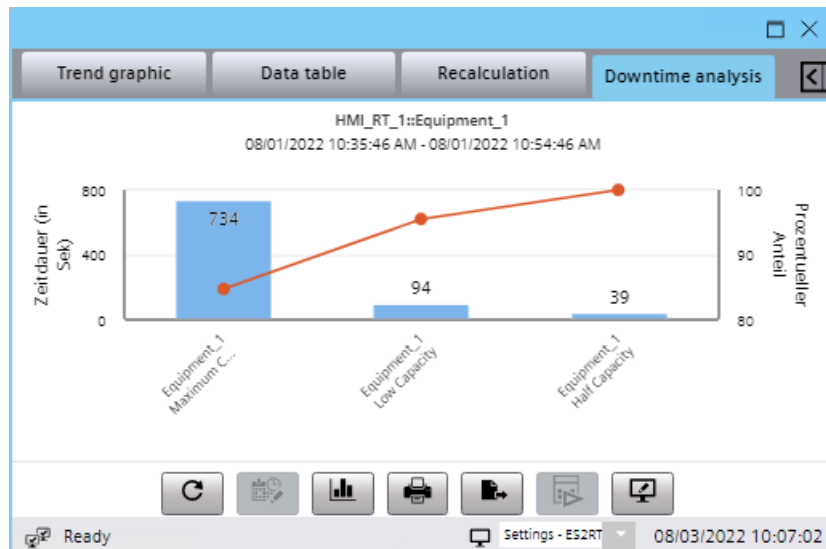 Trend graphic
Data table
Recalculation
Downtime analysis
HMI_RT_1::Equipment_1
08/01/2022 10:35:46 AM - 08/01/2022 10:54:46 AM
Zeitdauer (in
Sek)
800
400
0
734
94
39
100
90
80
Prozentueller
Anteil
Equipment_1
Maximum C...
Equipment_1
Low Capacity
Equipment_1
Half Capacity
Ready
Settings - ES2RT
08/03/2022 10:07:02